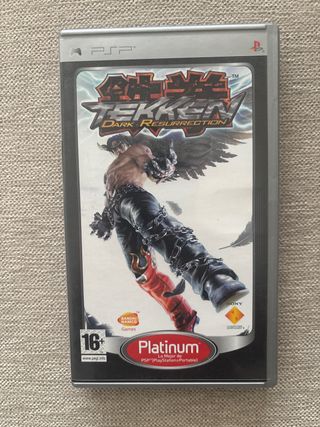 PSP
鉄拳
TEKKEN
™
DARK RESURRECTION
BANDAI
NAMCO
Games
SONY
16+
www.pegi.info
Platinum
Lo Mejor de
PSP™(PlayStation®Portable)